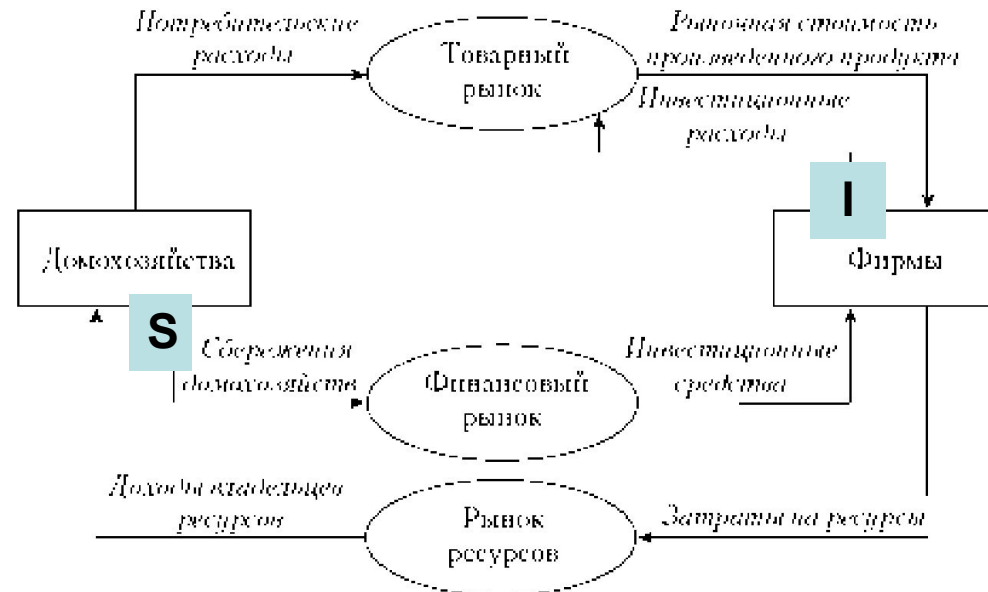 Потребительские
расходы
Товарный
рынок
Рыночная стоимость
произведенного продукта
Инвестиционные
расходы
I
Домохозяйства
Фирмы
S
Сбережения
домохозяйств
Финансовый
рынок
Инвестиционные
средства
Доходы владельцев
ресурсов
Рынок
ресурсов
Затраты на ресурсы